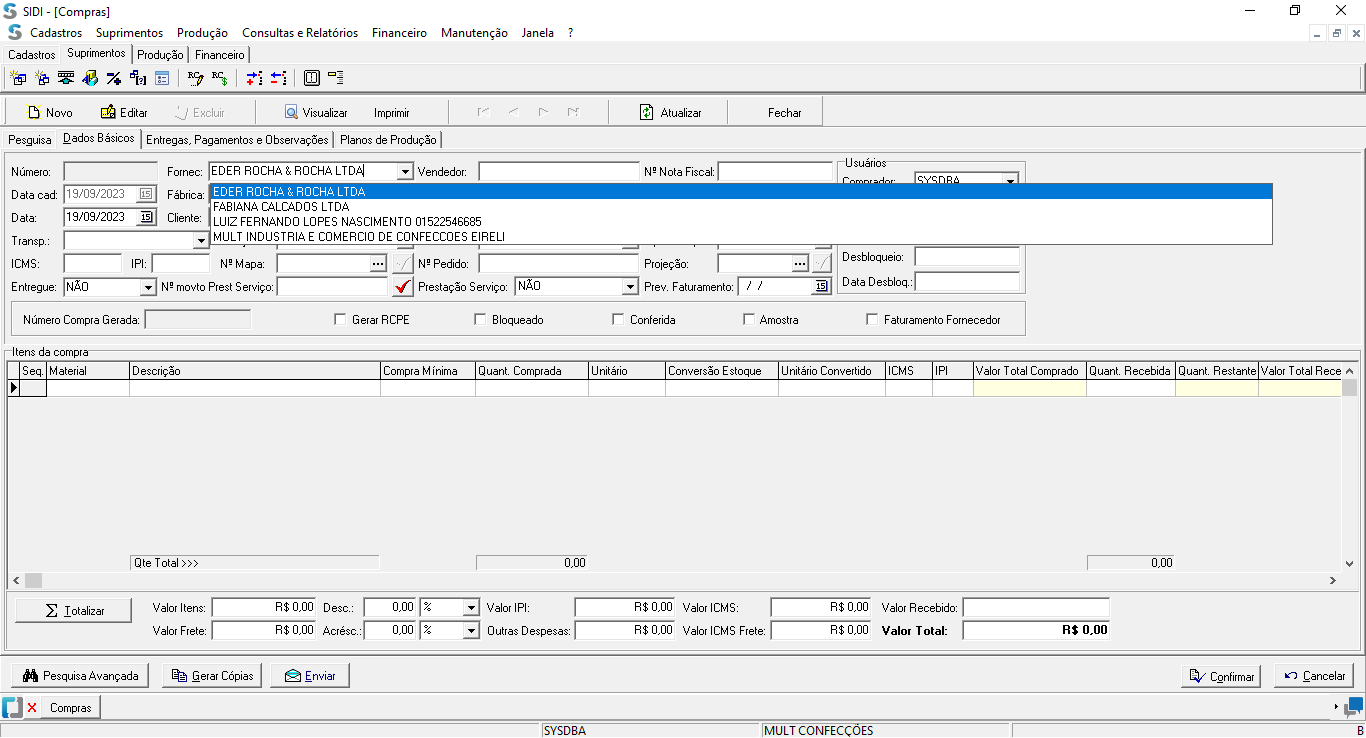 SIDI - [Compras]
Cadastros Suprimentos Produção Consultas e Relatórios Financeiro Manutenção Janela ?
Cadastros Suprimentos Produção Financeiro
Novo Editar Excluir Visualizar Imprimir Atualizar Fechar
Pesquisa Dados Básicos Entregas, Pagamentos e Observações Planos de Produção
Número: Fornec: EDER ROCHA & ROCHA LTDA Vendedor: Nº Nota Fiscal: Usuários
Comprador: SYSDBA
Data cad: 19/09/2023 15 Fábrica: EDER ROCHA & ROCHA LTDA
FABIANA CALCADOS LTDA
Data: 19/09/2023 15 Cliente: LUIZ FERNANDO LOPES NASCIMENTO 01522546685
Transp.: MULT INDUSTRIA E COMERCIO DE CONFECCOES EIRELI
ICMS: IPI: Nº Mapa: ... Nº Pedido: Projeção: ... Desbloqueio:
Entregue: NÃO Nº movto Prest Serviço: Prestação Serviço: NÃO Prev. Faturamento: / / 15 Data Desbloq.:
Número Compra Gerada: Gerar RCPE Bloqueado Conferida Amostra Faturamento Fornecedor
Itens da compra
Seq. Material Descrição Compra Mínima Quant. Comprada Unitário Conversão Estoque Unitário Convertido ICMS IPI Valor Total Comprado Quant. Recebida Quant. Restante Valor Total Rece
Qte Total >>> 0,00 0,00
Σ Totalizar Valor Itens: R$ 0,00 Desc.: 0,00 % Valor IPI: R$ 0,00 Valor ICMS: R$ 0,00 Valor Recebido:
Valor Frete: R$ 0,00 Acrésc.: 0,00 % Outras Despesas: R$ 0,00 Valor ICMS Frete: R$ 0,00 Valor Total: R$ 0,00
Pesquisa Avançada Gerar Cópias Enviar Confirmar Cancelar
Compras
SYSDBA MULT CONFECÇÕES B